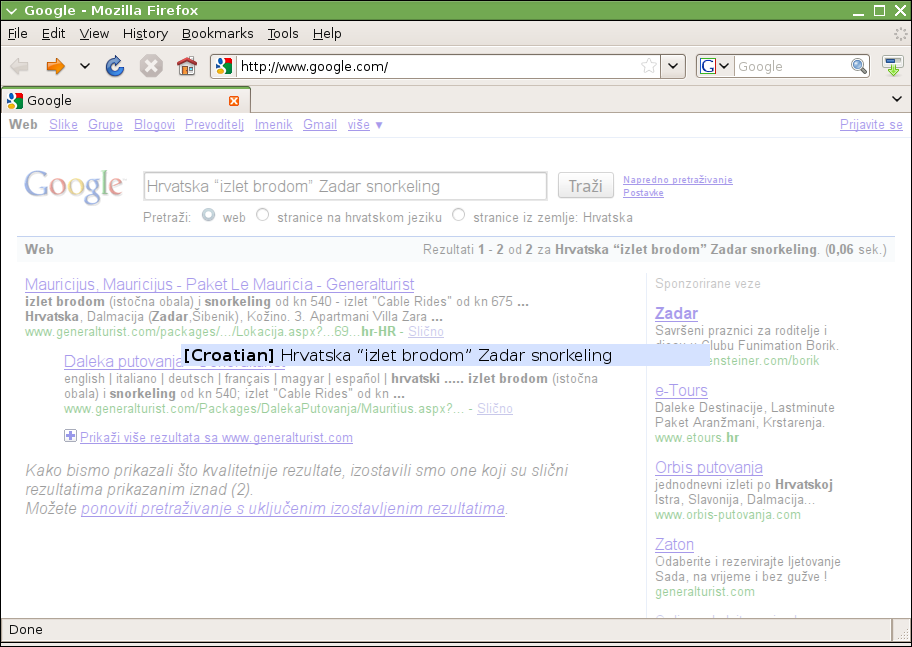 Google - Mozilla Firefox
File Edit View History Bookmarks Tools Help
http://www.google.com/
G Google
Google
Web Slike Grupe Blogovi Prevoditelj Imenik Gmail više ▼ Prijavite se
Google Hrvatska “izlet brodom” Zadar snorkeling Traži Napredno pretraživanje
Postavke
Pretraži: web stranice na hrvatskom jeziku stranice iz zemlje: Hrvatska
Web Rezultati 1 - 2 od 2 za Hrvatska “izlet brodom” Zadar snorkeling. (0,06 sek.)
Mauricijus, Mauricijus - Paket Le Mauricia - Generalturist
izlet brodom (istočna obala) i snorkeling od kn 540 - izlet "Cable Rides" od kn 675 ...
Hrvatska, Dalmacija (Zadar,Šibenik), Kožino. 3. Apartmani Villa Zara ...
www.generalturist.com/packages/.../Lokacija.aspx?...69...hr-HR - Slično
[Croatian] Hrvatska “izlet brodom” Zadar snorkeling
Daleka putovanja - Generalturist
english | italiano | deutsch | français | magyar | español | hrvatski ..... izlet brodom (istočna
obala) i snorkeling od kn 540; izlet "Cable Rides" od kn ...
www.generalturist.com/Packages/DalekaPutovanja/Mauritius.aspx?... - Slično
Prikaži više rezultata sa www.generalturist.com
Kako bismo prikazali što kvalitetnije rezultate, izostavili smo one koji su slični
rezultatima prikazanim iznad (2).
Možete ponoviti pretraživanje s uključenim izostavljenim rezultatima.
Sponzorirane veze
Zadar
Savršeni praznici za roditelje i
u Clubu Funimation Borik.
ensteiner.com/borik
e-Tours
Daleke Destinacije, Lastminute
Paket Aranžmani, Krstarenja.
www.etours.hr
Orbis putovanja
jednodnevni izleti po Hrvatskoj
Istra, Slavonija, Dalmacija...
www.orbis-putovanja.com
Zaton
Odaberite i rezervirajte ljetovanje
Sada, na vrijeme i bez gužve !
generalturist.com
Done